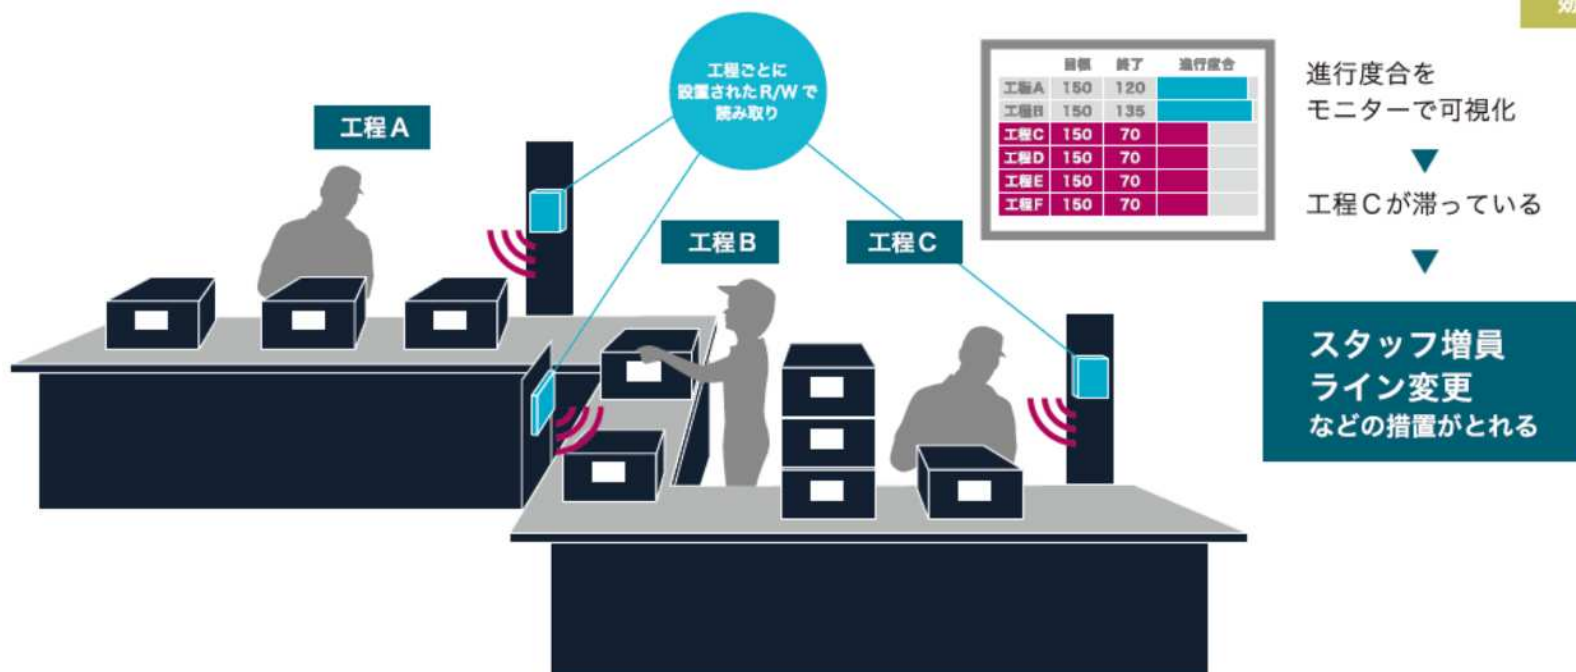 工程ごとに
設置されたR/Wで
読み取り
工程A
工程B
工程C
目標 終了 進行度合
工程A 150 120
工程B 150 135
工程C 150 70
工程D 150 70
工程E 150 70
工程F 150 70
進行度合を
モニターで可視化
▼
工程Cが滞っている
▼
スタッフ増員
ライン変更
などの措置がとれる